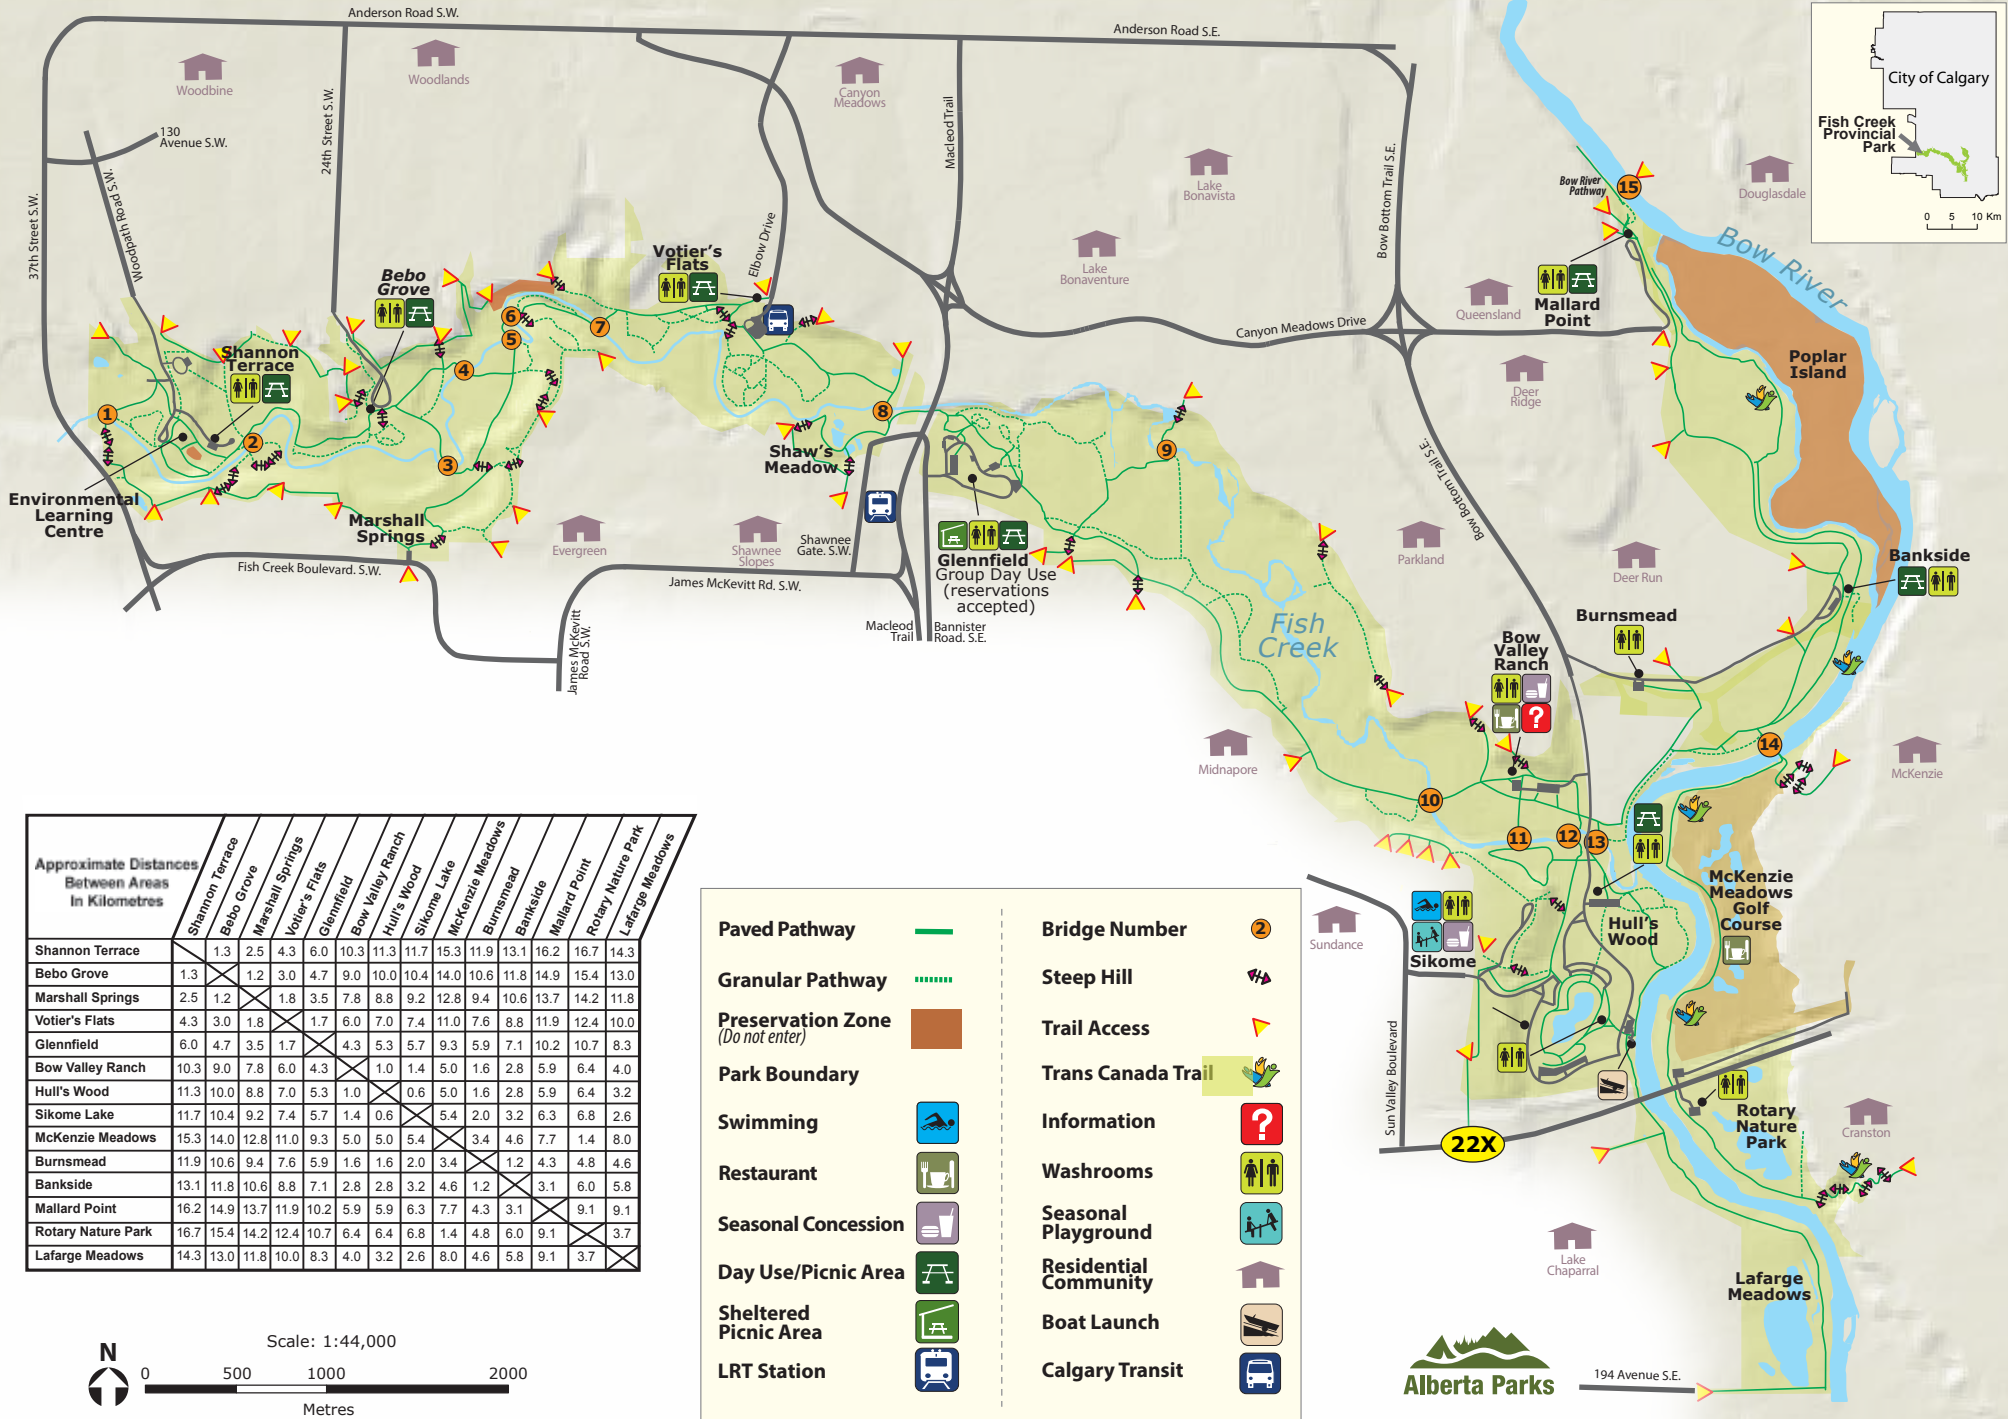 Anderson Road S.W.
Anderson Road S.E.
Woodbine
Woodlands
Canyon
Meadows
130
Avenue S.W.
24th Street S.W.
Macleod Trail
37th Street S.W.
Woodpath Road S.W.
Elbow Drive
Bow Bottom Trail S.E.
Lake
Bonavista
Lake
Bonaventure
Bow River
Pathway
15
Douglasdale
City of Calgary
Fish Creek
Provincial
Park
0 5 10 Km
Bow River
Bebo
Grove
Votier's
Flats
Mallard
Point
Queensland
Canyon Meadows Drive
Poplar
Island
Deer
Ridge
Shannon
Terrace
6
5
7
4
1
2
3
8
9
Shaw's
Meadow
Environmental
Learning
Centre
Marshall
Springs
Evergreen
Shawnee
Slopes
Shawnee
Gate. S.W.
Fish Creek Boulevard. S.W.
James McKevitt Rd. S.W.
James McKevitt
Road S.W.
Macleod
Trail
Bannister
Road. S.E.
Glennfield
Group Day Use
(reservations
accepted)
Bow Bottom Trail S.E.
Parkland
Deer Run
Bankside
Burnsmead
Fish
Creek
Bow
Valley
Ranch
Midnapore
14
McKenzie
10
11
12
13
McKenzie
Meadows
Golf
Course
Hull's
Wood
Sundance
Sikome
Sun Valley Boulevard
22X
Rotary
Nature
Park
Cranston
Lake
Chaparral
Lafarge
Meadows
194 Avenue S.E.
Alberta Parks
Approximate Distances
Between Areas
In Kilometres
Shannon Terrace
Bebo Grove
Marshall Springs
Votier's Flats
Glennfield
Bow Valley Ranch
Hull's Wood
Sikome Lake
McKenzie Meadows
Burnsmead
Bankside
Mallard Point
Rotary Nature Park
Lafarge Meadows
Shannon Terrace 1.3 2.5 4.3 6.0 10.3 11.3 11.7 15.3 11.9 13.1 16.2 16.7 14.3
Bebo Grove 1.3 1.2 3.0 4.7 9.0 10.0 10.4 14.0 10.6 11.8 14.9 15.4 13.0
Marshall Springs 2.5 1.2 1.8 3.5 7.8 8.8 9.2 12.8 9.4 10.6 13.7 14.2 11.8
Votier's Flats 4.3 3.0 1.8 1.7 6.0 7.0 7.4 11.0 7.6 8.8 11.9 12.4 10.0
Glennfield 6.0 4.7 3.5 1.7 4.3 5.3 5.7 9.3 5.9 7.1 10.2 10.7 8.3
Bow Valley Ranch 10.3 9.0 7.8 6.0 4.3 1.0 1.4 5.0 1.6 2.8 5.9 6.4 4.0
Hull's Wood 11.3 10.0 8.8 7.0 5.3 1.0 0.6 5.0 1.6 2.8 5.9 6.4 3.2
Sikome Lake 11.7 10.4 9.2 7.4 5.7 1.4 0.6 5.4 2.0 3.2 6.3 6.8 2.6
McKenzie Meadows 15.3 14.0 12.8 11.0 9.3 5.0 5.0 5.4 3.4 4.6 7.7 1.4 8.0
Burnsmead 11.9 10.6 9.4 7.6 5.9 1.6 1.6 2.0 3.4 1.2 4.3 4.8 4.6
Bankside 13.1 11.8 10.6 8.8 7.1 2.8 2.8 3.2 4.6 1.2 3.1 6.0 5.8
Mallard Point 16.2 14.9 13.7 11.9 10.2 5.9 5.9 6.3 7.7 4.3 3.1 9.1 9.1
Rotary Nature Park 16.7 15.4 14.2 12.4 10.7 6.4 6.4 6.8 1.4 4.8 6.0 9.1 3.7
Lafarge Meadows 14.3 13.0 11.8 10.0 8.3 4.0 3.2 2.6 8.0 4.6 5.8 9.1 3.7
N
Scale: 1:44,000
0 500 1000 2000
Metres
Paved Pathway
Granular Pathway
Preservation Zone
(Do not enter)
Park Boundary
Swimming
Restaurant
Seasonal Concession
Day Use/Picnic Area
Sheltered
Picnic Area
LRT Station
Bridge Number
2
Steep Hill
Trail Access
Trans Canada Trail
Information
?
Washrooms
Seasonal
Playground
Residential
Community
Boat Launch
Calgary Transit